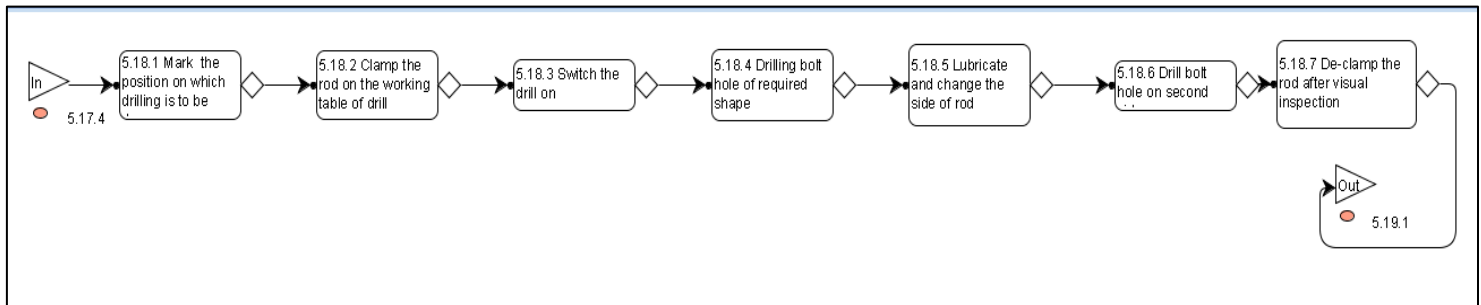 In
5.17.4
5.18.1 Mark the
position on which
drilling is to be
5.18.2 Clamp the
rod on the working
table of drill
5.18.3 Switch the
drill on
5.18.4 Drilling bolt
hole of required
shape
5.18.5 Lubricate
and change the
side of rod
5.18.6 Drill bolt
hole on second
5.18.7 De-clamp the
rod after visual
inspection
Out
5.19.1